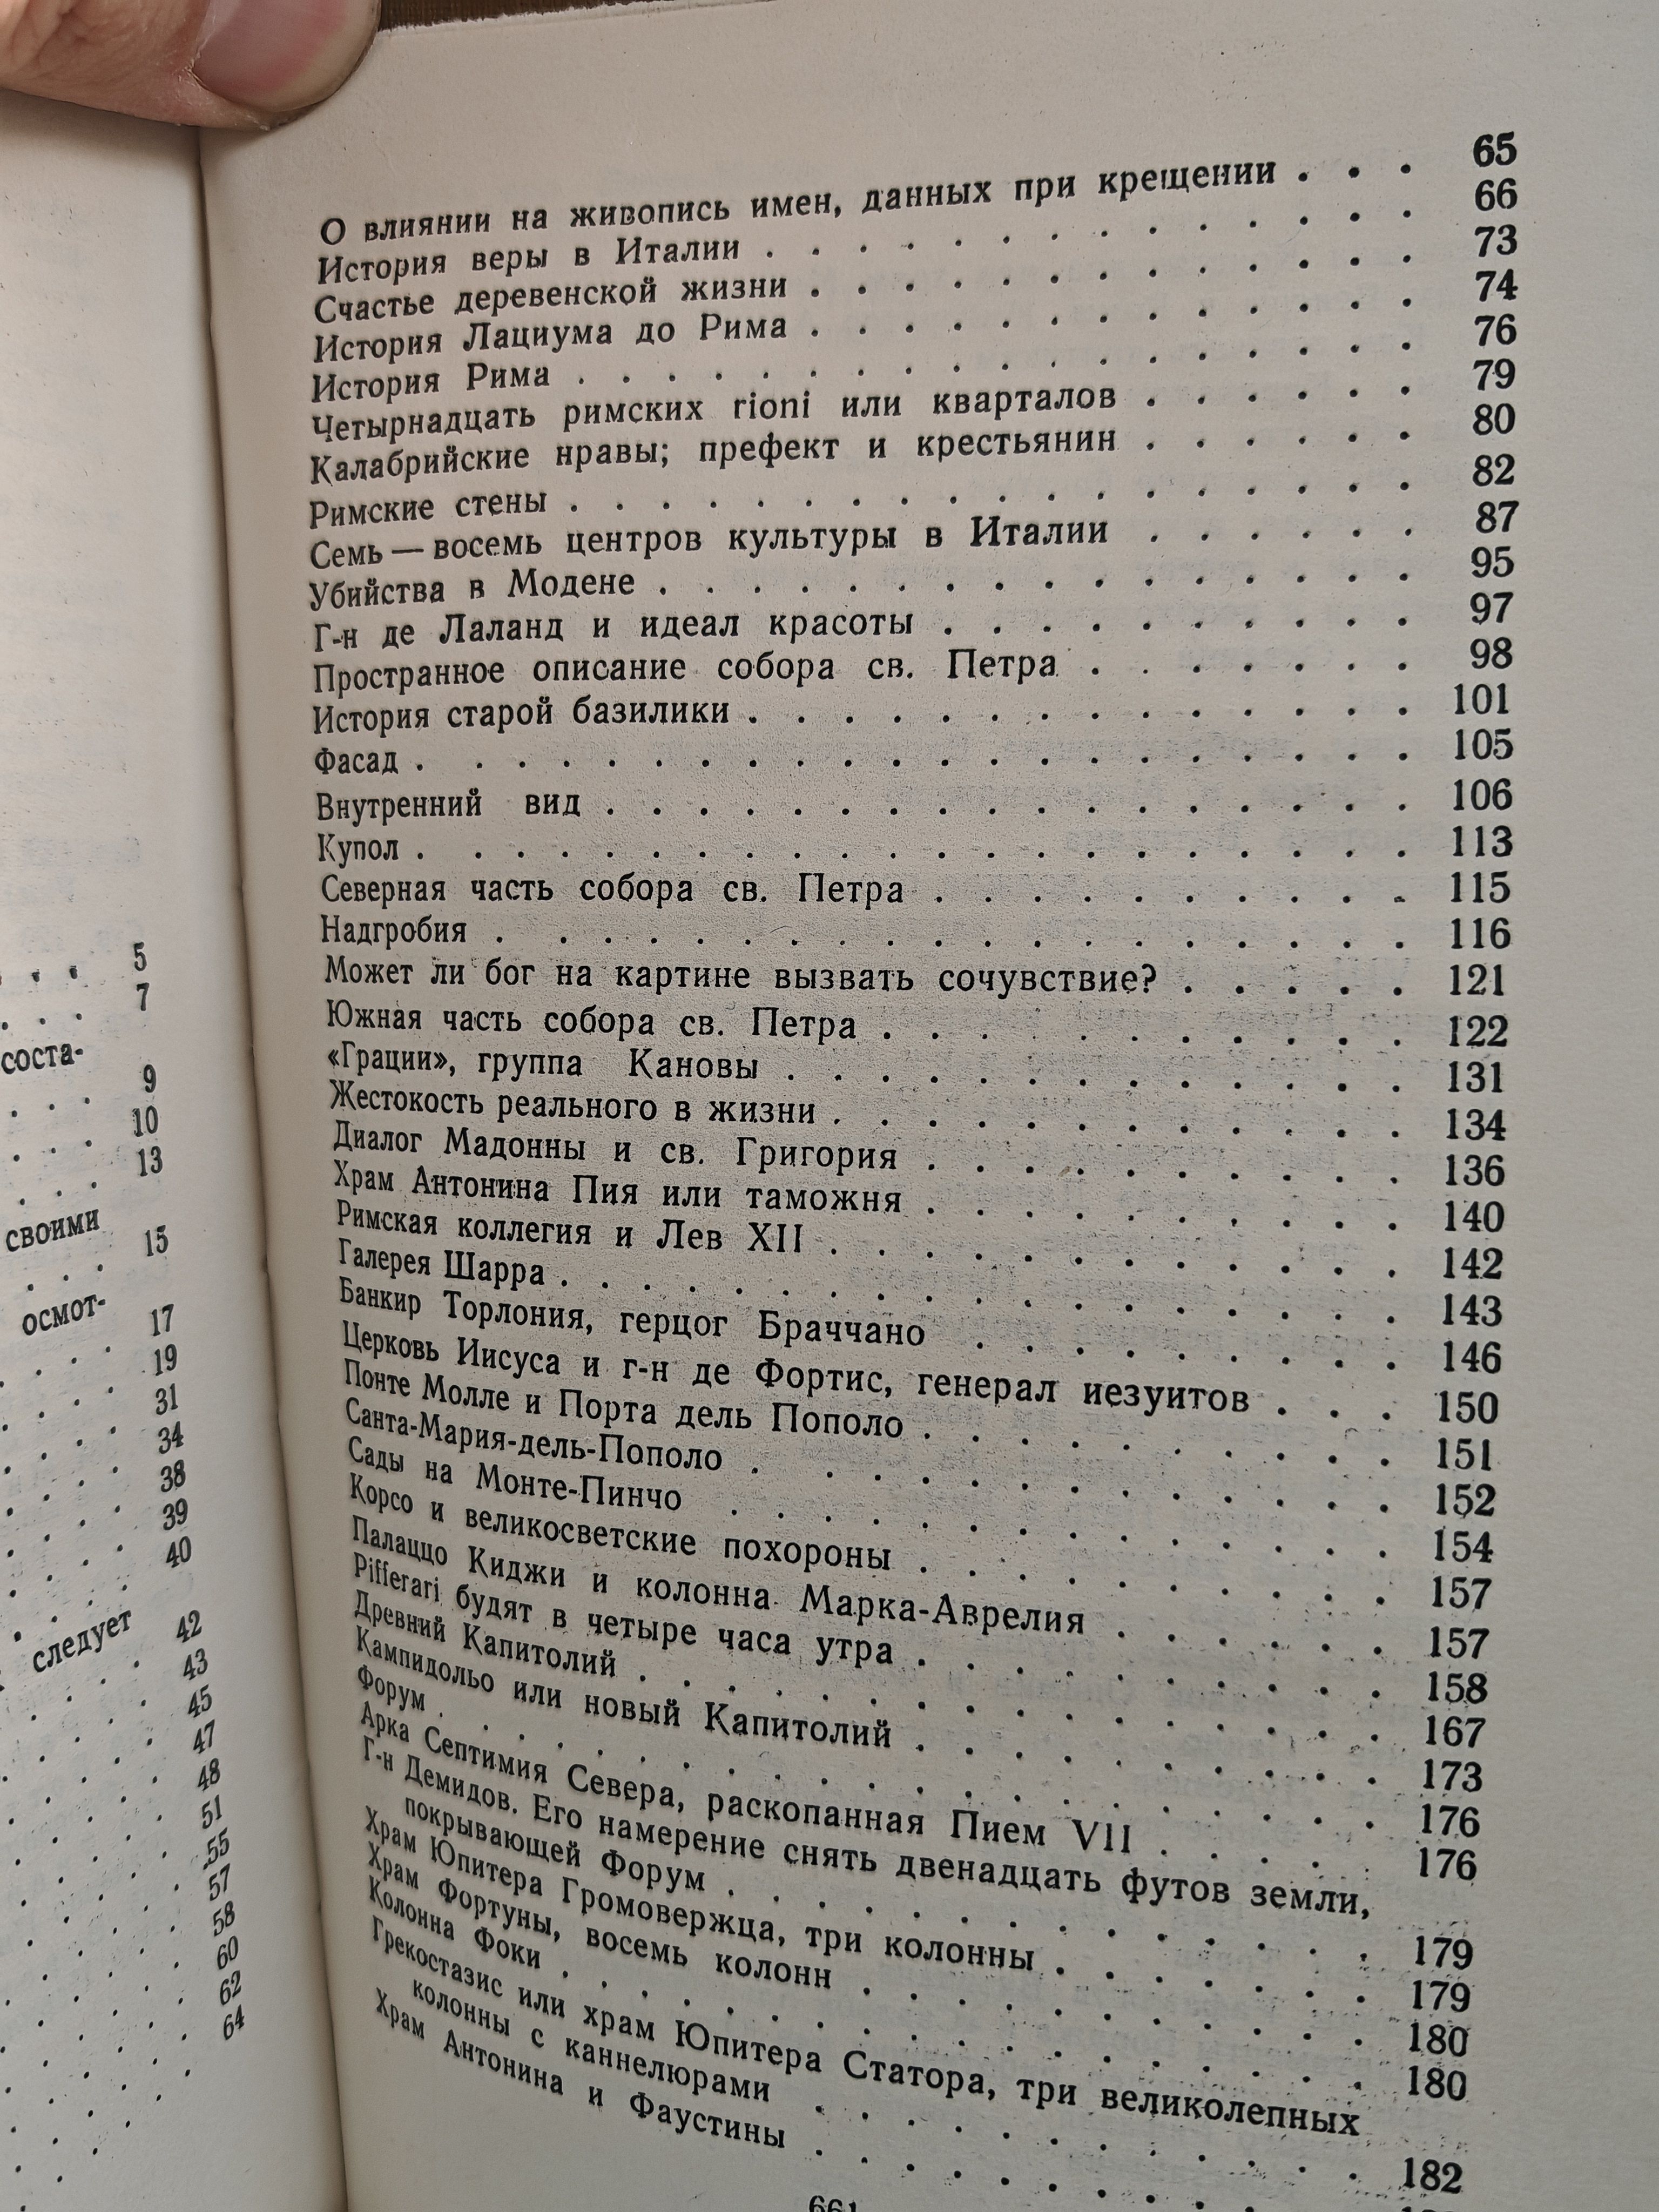 5
7
соста-
9
10
13
своими
15
осмот-
17
19
31
34
38
39
40
следует
42
43
45
47
48
51
55
57
58
60
62
64
О влиянии на живопись имен, данных при крещении . . . 65
История веры в Италии . . . 66
Счастье деревенской жизни . . . 73
История Лациума до Рима . . . 74
История Рима . . . 76
Четырнадцать римских rioni или кварталов . . . 79
Калабрийские нравы; префект и крестьянин . . . 80
Римские стены . . . 82
Семь — восемь центров культуры в Италии . . . 87
Убийства в Модене . . . 95
Г-н де Лаланд и идеал красоты . . . 97
Пространное описание собора св. Петра . . . 98
История старой базилики . . . 101
Фасад . . . 105
Внутренний вид . . . 106
Купол . . . 113
Северная часть собора св. Петра . . . 115
Надгробия . . . 116
Может ли бог на картине вызвать сочувствие? . . . 121
Южная часть собора св. Петра . . . 122
«Грации», группа Кановы . . . 131
Жестокость реального в жизни . . . 134
Диалог Мадонны и св. Григория . . . 136
Храм Антонина Пия или таможня . . . 140
Римская коллегия и Лев XII . . . 142
Галерея Шарра . . . 143
Банкир Торлония, герцог Браччано . . . 146
Церковь Иисуса и г-н де Фортис, генерал иезуитов . . . 150
Понте Молле и Порта дель Пополо . . . 151
Санта-Мария-дель-Пополо . . . 152
Сады на Монте-Пинчо . . . 154
Корсо и великосветские похороны . . . 157
Палаццо Киджи и колонна Марка-Аврелия . . . 157
Pifferari будят в четыре часа утра . . . 158
Древний Капитолий . . . 167
Кампидольо или новый Капитолий . . . 173
Форум . . . 176
Арка Септимия Севера, раскопанная Пием VII . . . 176
Г-н Демидов. Его намерение снять двенадцать футов земли,
покрывающей Форум . . . 179
Храм Юпитера Громовержца, три колонны . . . 179
Храм Фортуны, восемь колонн . . . 180
Колонна Фоки . . . 180
Грекостазис или храм Юпитера Статора, три великолепных
колонны с каннелюрами . . . 182
Храм Антонина и Фаустины . . .
661